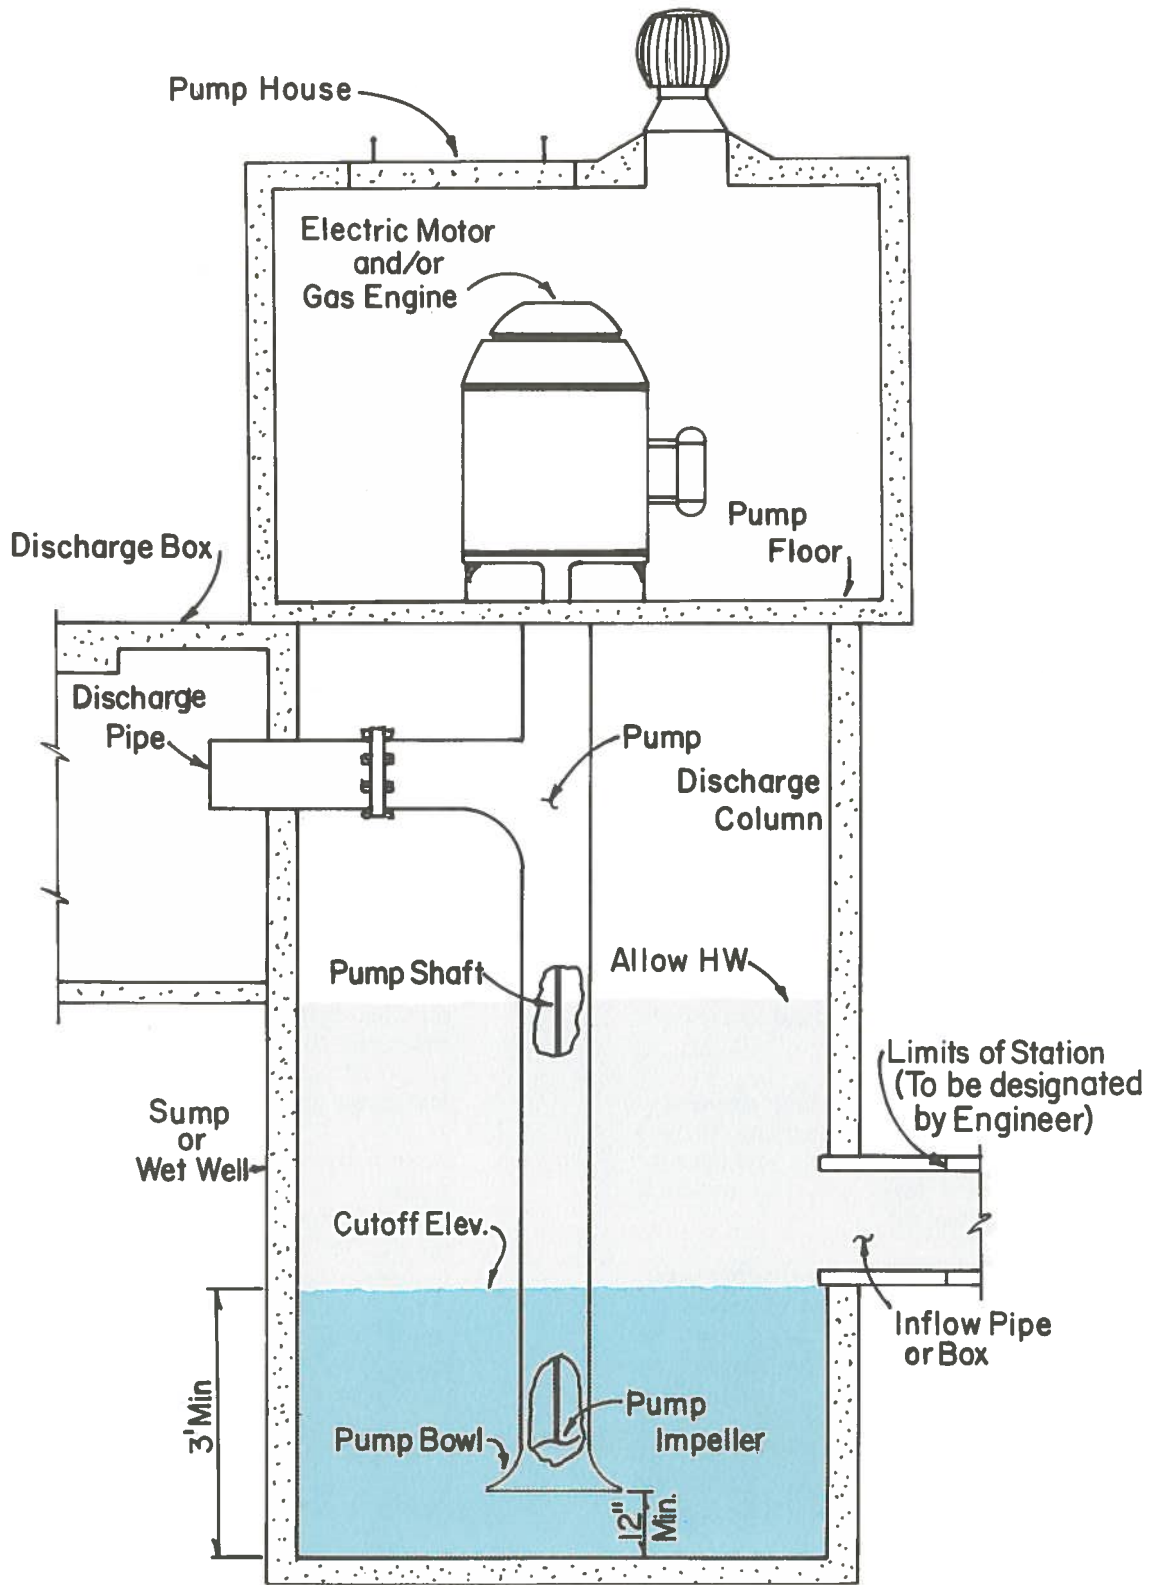 Pump House
Electric Motor
and/or
Gas Engine
Pump
Floor
Discharge Box
Discharge
Pipe
Pump
Discharge
Column
Pump Shaft
Allow HW
Limits of Station
(To be designated
by Engineer)
Sump
or
Wet Well
Cutoff Elev.
Inflow Pipe
or Box
3' Min
Pump
Impeller
Pump Bowl
12"
Min.